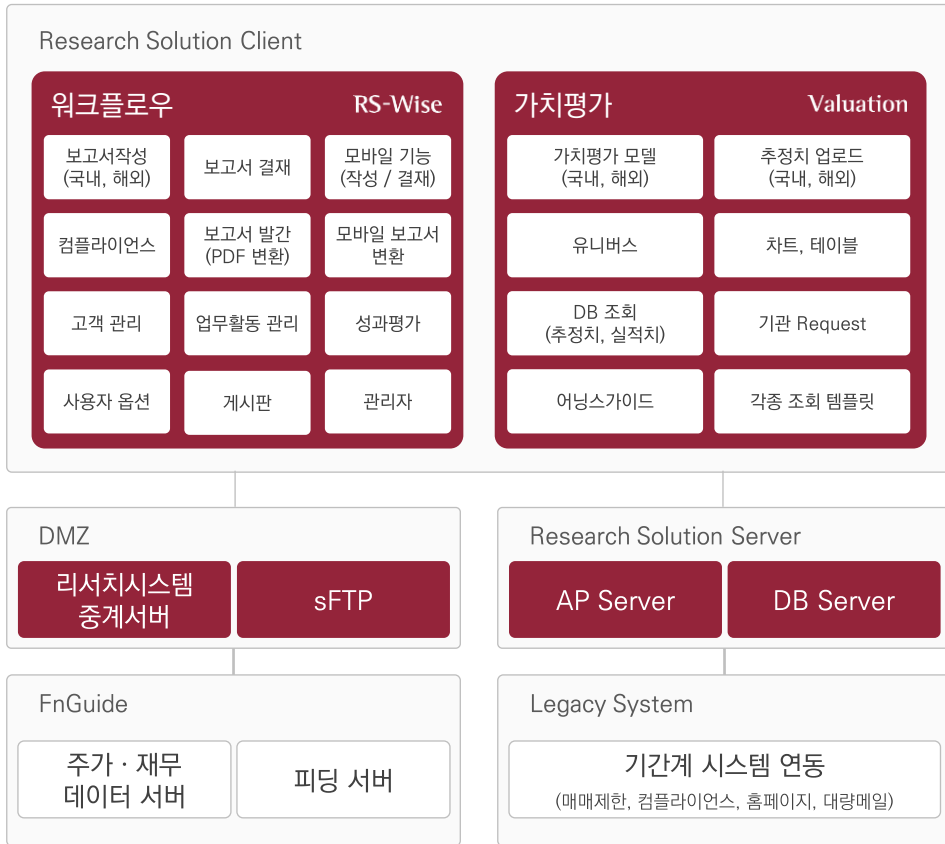 Research Solution Client
워크플로우 RS-Wise
보고서작성
(국내, 해외)
보고서 결재
모바일 기능
(작성 / 결재)
컴플라이언스
보고서 발간
(PDF 변환)
모바일 보고서
변환
고객 관리
업무활동 관리
성과평가
사용자 옵션
게시판
관리자
가치평가 Valuation
가치평가 모델
(국내, 해외)
추정치 업로드
(국내, 해외)
유니버스
차트, 테이블
DB 조회
(추정치, 실적치)
기관 Request
어닝스가이드
각종 조회 템플릿
DMZ
리서치시스템
중계서버
sFTP
Research Solution Server
AP Server
DB Server
FnGuide
주가 · 재무
데이터 서버
피딩 서버
Legacy System
기간계 시스템 연동
(매매제한, 컴플라이언스, 홈페이지, 대량메일)